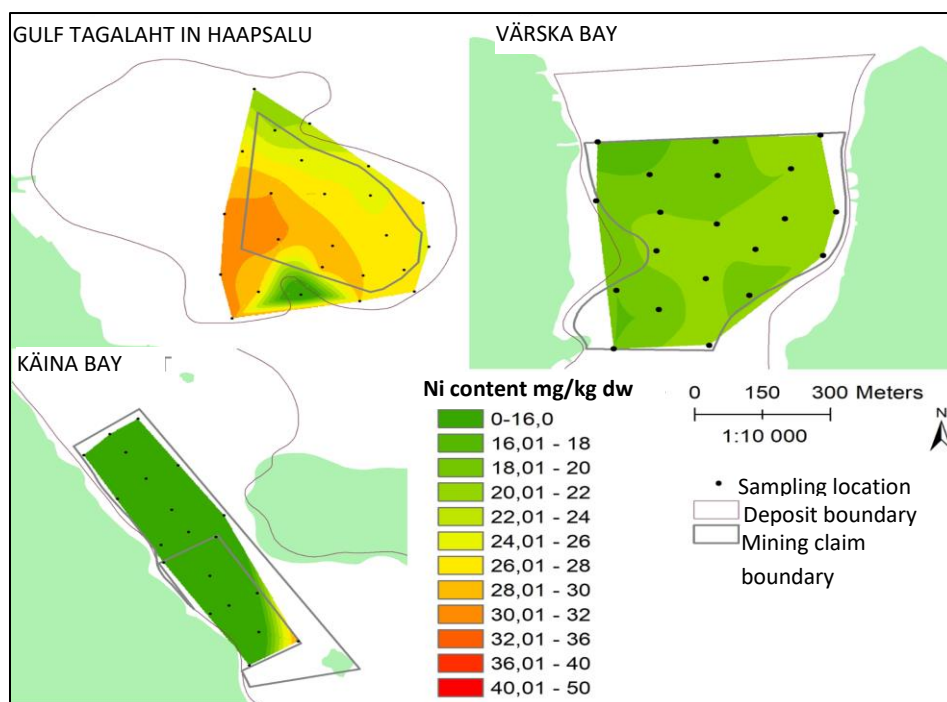 GULF TAGALAHT IN HAAPSALU
VÄRSKA BAY
KÄINA BAY
Ni content mg/kg dw
0-16,0
16,01 - 18
18,01 - 20
20,01 - 22
22,01 - 24
24,01 - 26
26,01 - 28
28,01 - 30
30,01 - 32
32,01 - 36
36,01 - 40
40,01 - 50
0 150 300 Meters
1:10 000
N
Sampling location
Deposit boundary
Mining claim
boundary